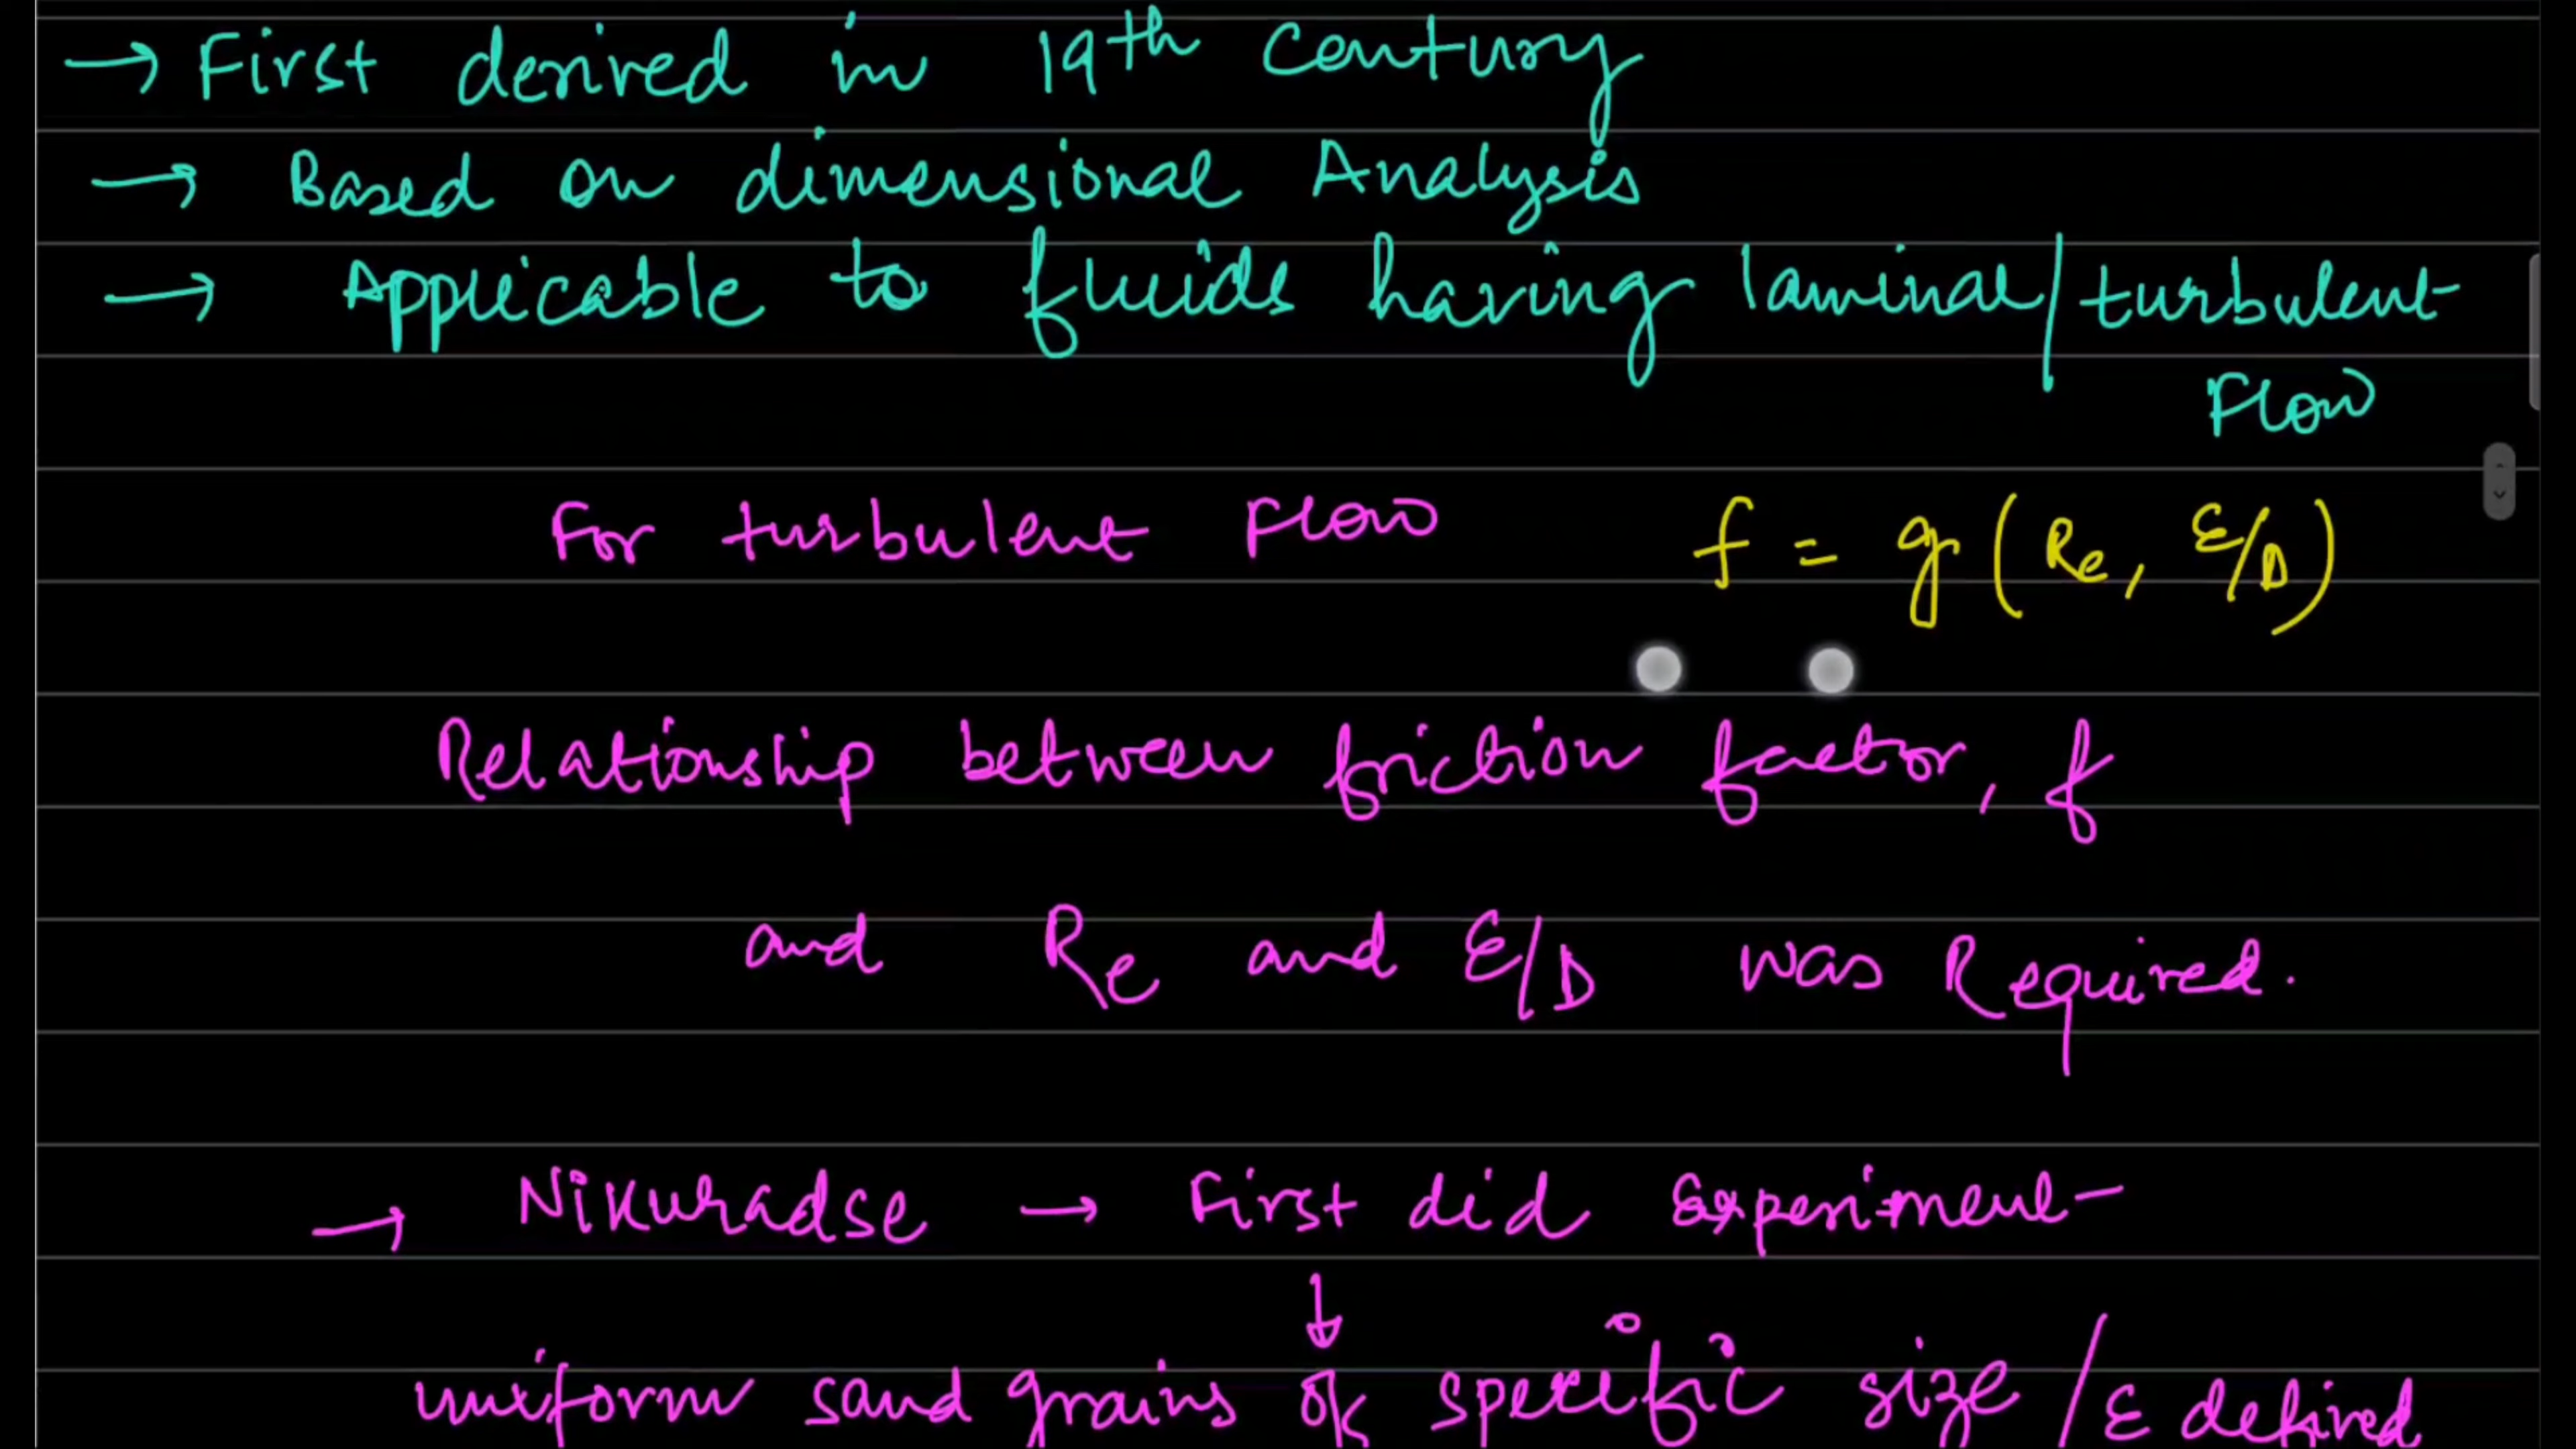 → First derived in 19th Century
→ Based on dimensional Analysis
→ Applicable to fluids having laminar/turbulent
Flow
For turbulent Flow f = g (Re, ε/D)
Relationship between friction factor, f
and Re and ε/D was Required.
→ Nikuradse → First did Experiment
↓
uniform sand grains of specific size / ε defined